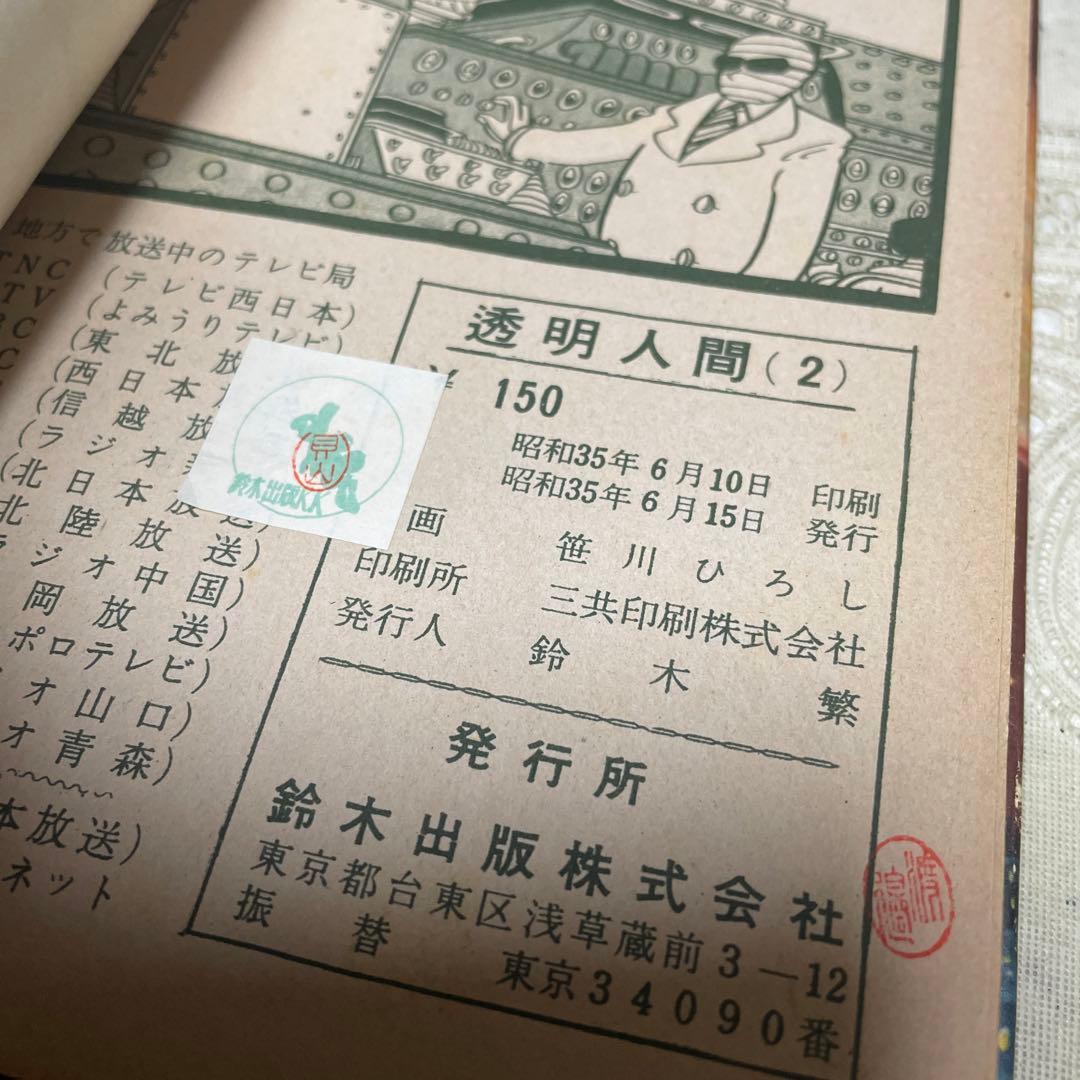 地方で放送中のテレビ局
TNC (テレビ西日本)
TV (よみうりテレビ)
(東北放
(西日本
(信越放
(ラジオ
(北日本放送)
北陸放送)
ラジオ中国)
岡放送)
ポロテレビ)
オ山口)
オ青森)
本放送)
ネット
鈴木出版
透明人間(2)
¥150
昭和35年6月10日 印刷
昭和35年6月15日 発行
画 笹川ひろし
印刷所 三共印刷株式会社
発行人 鈴木繁
発行所
鈴木出版株式会社
東京都台東区浅草蔵前3—12
振替 東京34090番